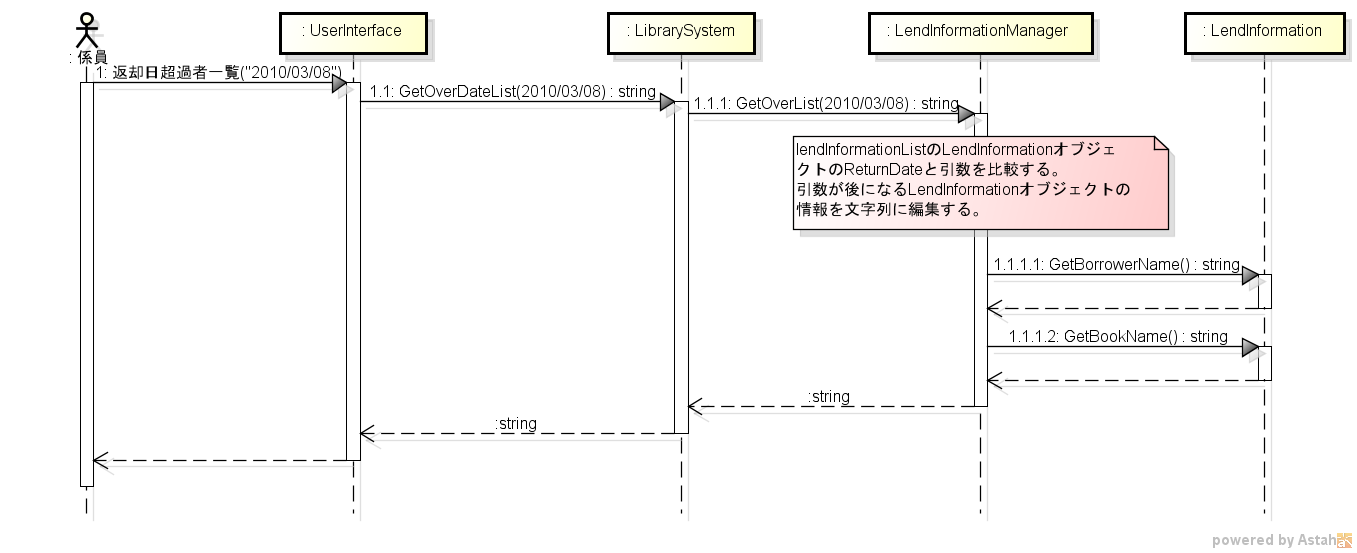 : UserInterface
: LibrarySystem
: LendInformationManager
: LendInformation
: 係員
1: 返却日超過者一覧("2010/03/08")
1.1: GetOverDateList(2010/03/08) : string
1.1.1: GetOverList(2010/03/08) : string
lendInformationListのLendInformationオブジェ
クトのReturnDateと引数を比較する。
引数が後になるLendInformationオブジェクトの
情報を文字列に編集する。
1.1.1.1: GetBorrowerName() : string
1.1.1.2: GetBookName() : string
:string
:string
powered by Astah